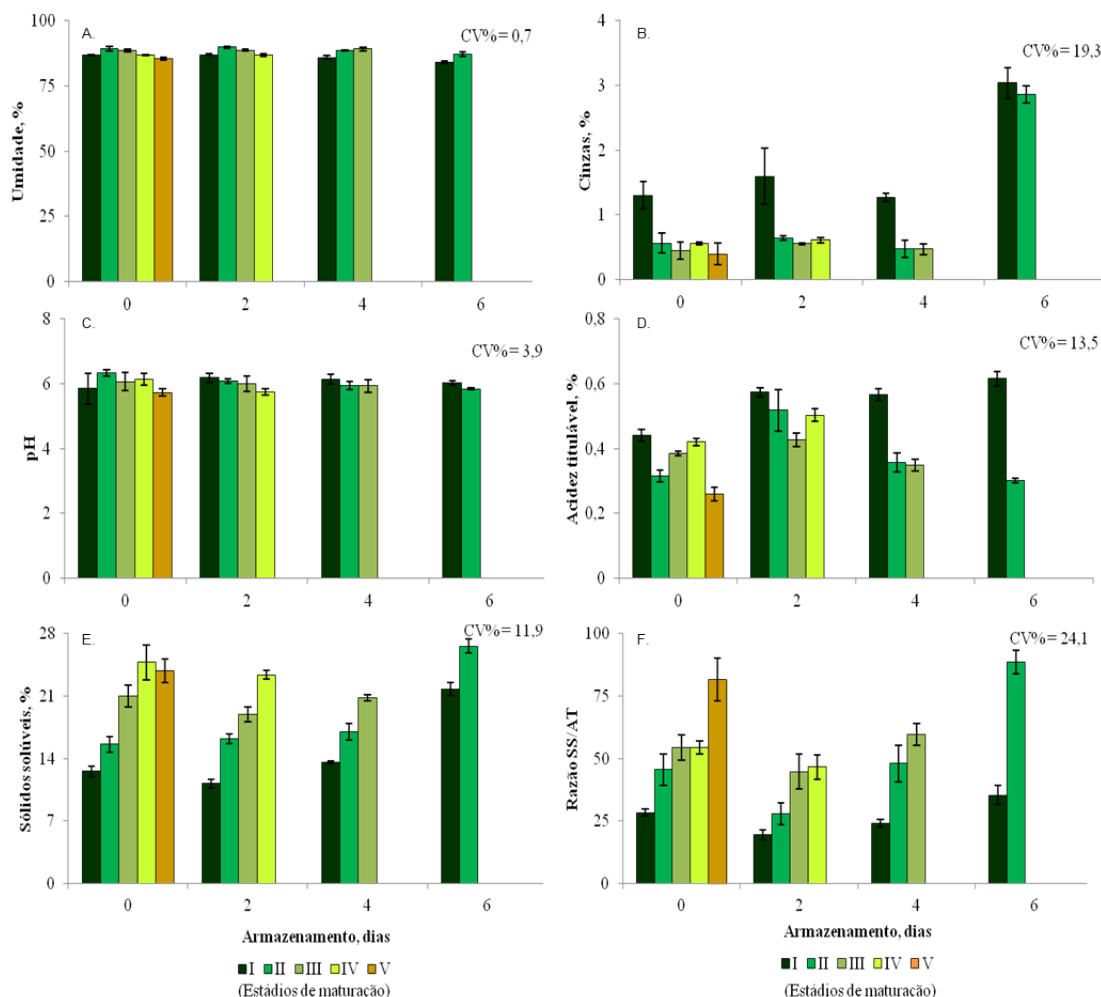 A.
CV%= 0,7
Umidade, %
100
75
50
25
0
0
2
4
6
B.
CV%= 19,3
Cinzas, %
4
3
2
1
0
0
2
4
6
C.
CV%= 3,9
pH
8
6
4
2
0
0
2
4
6
D.
CV%= 13,5
Acidez titulável, %
0,8
0,6
0,4
0,2
0
0
2
4
6
E.
CV%= 11,9
Sólidos solúveis, %
28
21
14
7
0
0
2
4
6
Armazenamento, dias
I II III IV V
(Estádios de maturação)
F.
CV%= 24,1
Razão SS/AT
100
75
50
25
0
0
2
4
6
Armazenamento, dias
I II III IV V
(Estádios de maturação)